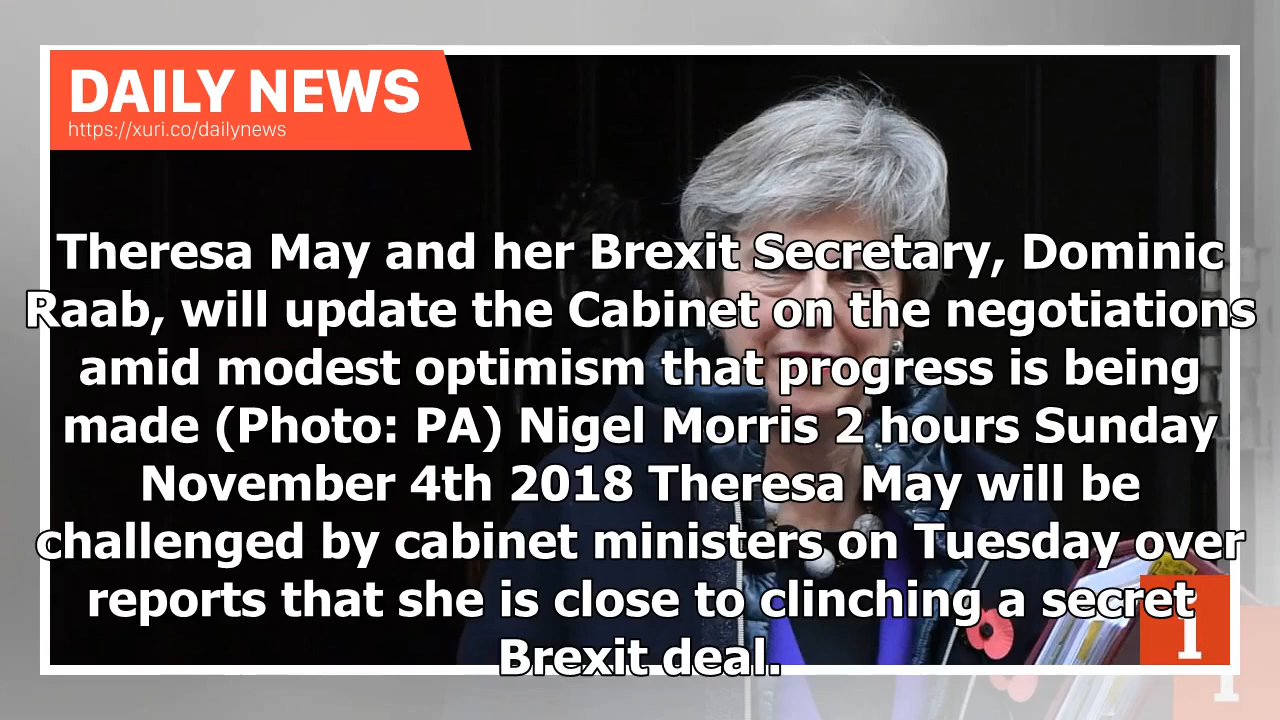 DAILY NEWS
https://xuri.co/dailynews
Theresa May and her Brexit Secretary, Dominic
Raab, will update the Cabinet on the negotiations
amid modest optimism that progress is being
made (Photo: PA) Nigel Morris 2 hours Sunday
November 4th 2018 Theresa May will be
challenged by cabinet ministers on Tuesday over
reports that she is close to clinching a secret
Brexit deal.
1
1